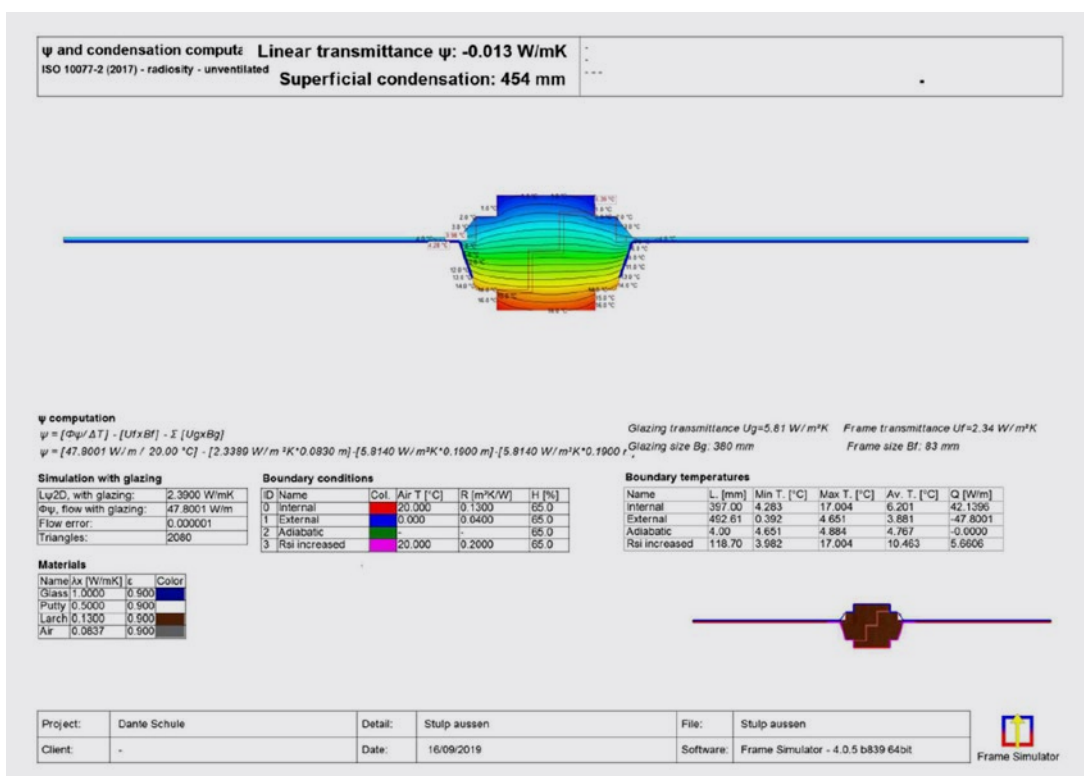 ψ and condensation computa
Linear transmittance ψ: -0.013 W/mK
ISO 10077-2 (2017) - radiosity - unventilated
Superficial condensation: 454 mm
ψ computation
ψ = [Φψ/ΔT] - [UfxBf] - Σ [UgxBg]
ψ = [47.8001 W/m / 20.00 °C] - [2.3389 W/m²K*0.0830 m]-[5.8140 W/m²K*0.1900 m]-[5.8140 W/m²K*0.1900 r
Glazing transmittance Ug=5.81 W/m²K Frame transmittance Uf=2.34 W/m²K
Glazing size Bg: 380 mm Frame size Bf: 83 mm
Simulation with glazing
Lψ2D, with glazing: 2.3900 W/mK
Φψ, flow with glazing: 47.8001 W/m
Flow error: 0.000001
Triangles: 2080
Boundary conditions
ID Name Col. Air T [°C] R [m²K/W] H [%]
0 Internal 20.000 0.1300 65.0
1 External 0.000 0.0400 65.0
2 Adiabatic - - 65.0
3 Rsi increased 20.000 0.2000 65.0
Boundary temperatures
Name L. [mm] Min T. [°C] Max T. [°C] Av. T. [°C] Q [W/m]
Internal 397.00 4.283 17.004 6.201 42.1396
External 492.61 0.392 4.651 3.881 -47.8001
Adiabatic 4.00 4.651 4.884 4.767 -0.0000
Rsi increased 118.70 3.982 17.004 10.463 5.6606
Materials
Name λx [W/mK] ε Color
Glass 1.0000 0.900
Putty 0.5000 0.900
Larch 0.1300 0.900
Air 0.0837 0.900
Project: Dante Schule Detail: Stulp aussen File: Stulp aussen
Client: - Date: 16/09/2019 Software: Frame Simulator - 4.0.5 b839 64bit
Frame Simulator